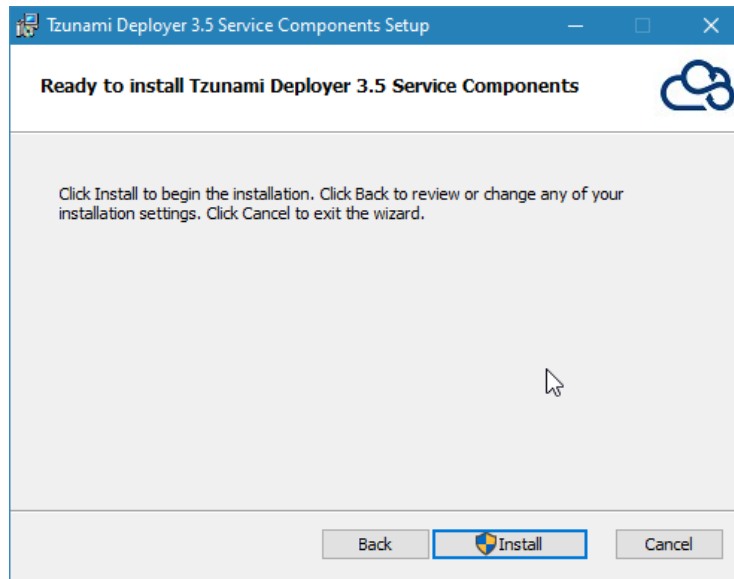 Tzunami Deployer 3.5 Service Components Setup
Ready to install Tzunami Deployer 3.5 Service Components
Click Install to begin the installation. Click Back to review or change any of your
installation settings. Click Cancel to exit the wizard.
Back
Install
Cancel